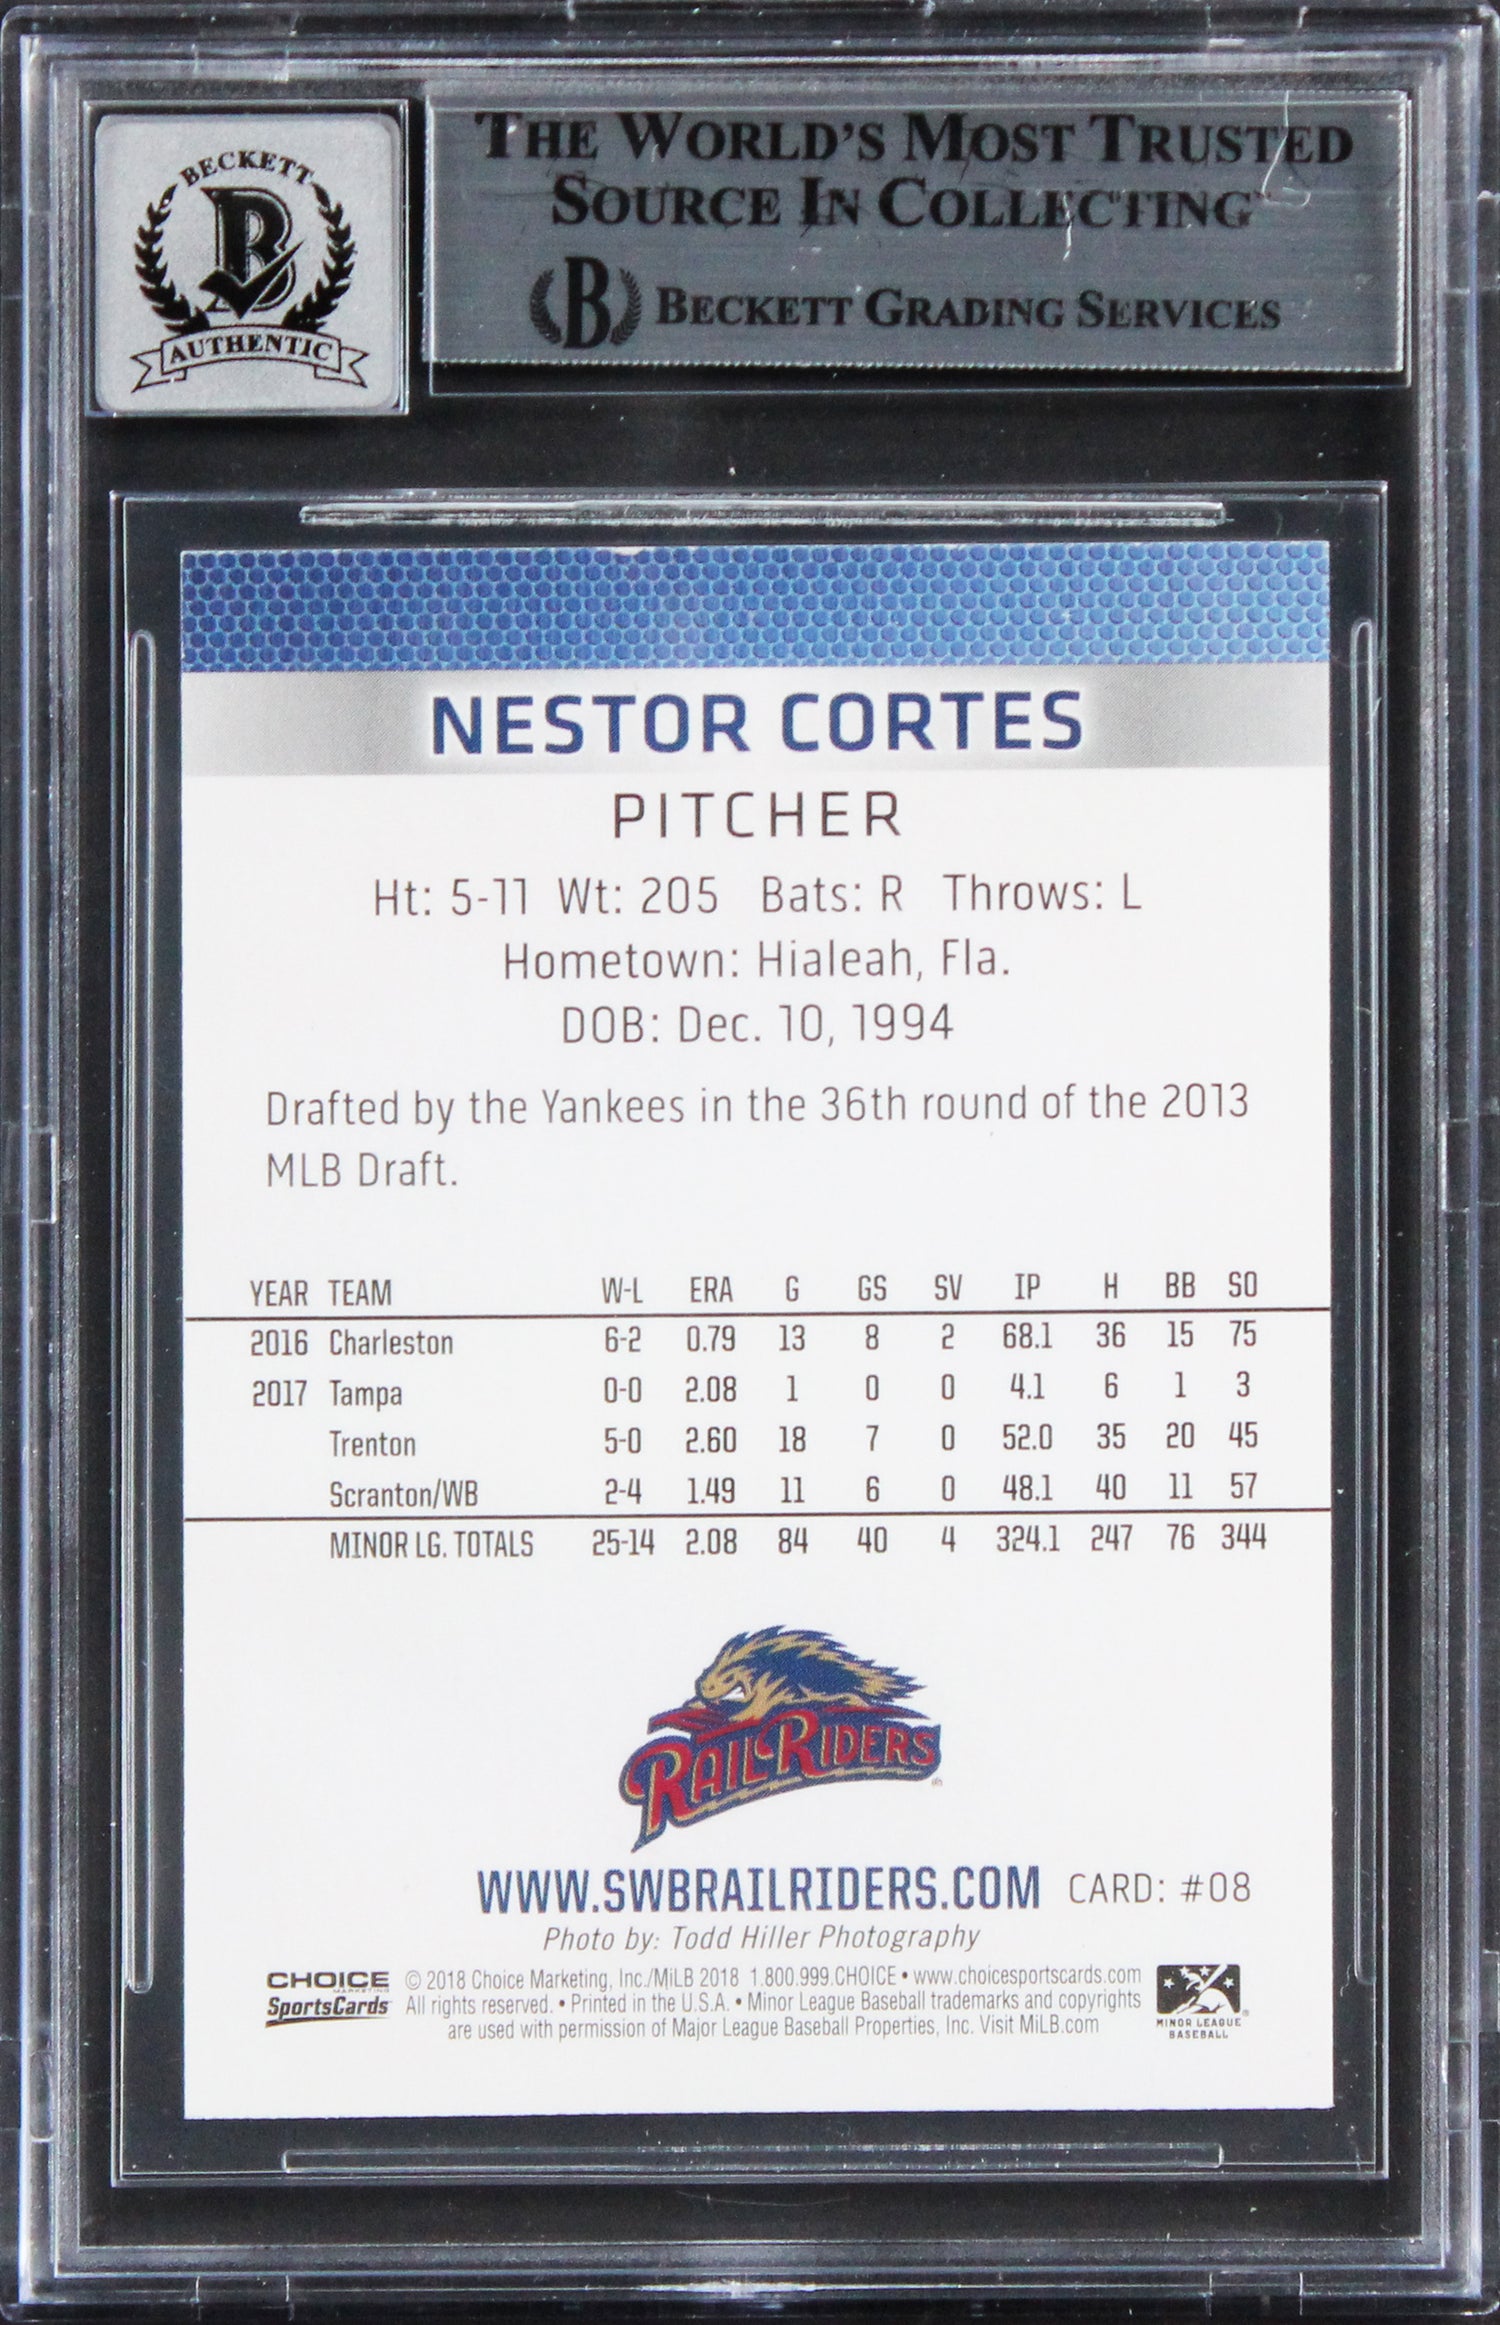 BECKETT
B
AUTHENTIC
THE WORLD'S MOST TRUSTED
SOURCE IN COLLECTING
B BECKETT GRADING SERVICES
NESTOR CORTES
PITCHER
Ht: 5-11 Wt: 205 Bats: R Throws: L
Hometown: Hialeah, Fla.
DOB: Dec. 10, 1994
Drafted by the Yankees in the 36th round of the 2013
MLB Draft.
YEAR TEAM W-L ERA G GS SV IP H BB SO
2016 Charleston 6-2 0.79 13 8 2 68.1 36 15 75
2017 Tampa 0-0 2.08 1 0 0 4.1 6 1 3
Trenton 5-0 2.60 18 7 0 52.0 35 20 45
Scranton/WB 2-4 1.49 11 6 0 48.1 40 11 57
MINOR LG. TOTALS 25-14 2.08 84 40 4 324.1 247 76 344
RAILRIDERS
WWW.SWBRAILRIDERS.COM CARD: #08
Photo by: Todd Hiller Photography
CHOICE
MARKETING
SportsCards
© 2018 Choice Marketing, Inc./MiLB 2018 1.800.999.CHOICE • www.choicesportscards.com
All rights reserved. • Printed in the U.S.A. • Minor League Baseball trademarks and copyrights
are used with permission of Major League Baseball Properties, Inc. Visit MiLB.com
MINOR LEAGUE
BASEBALL